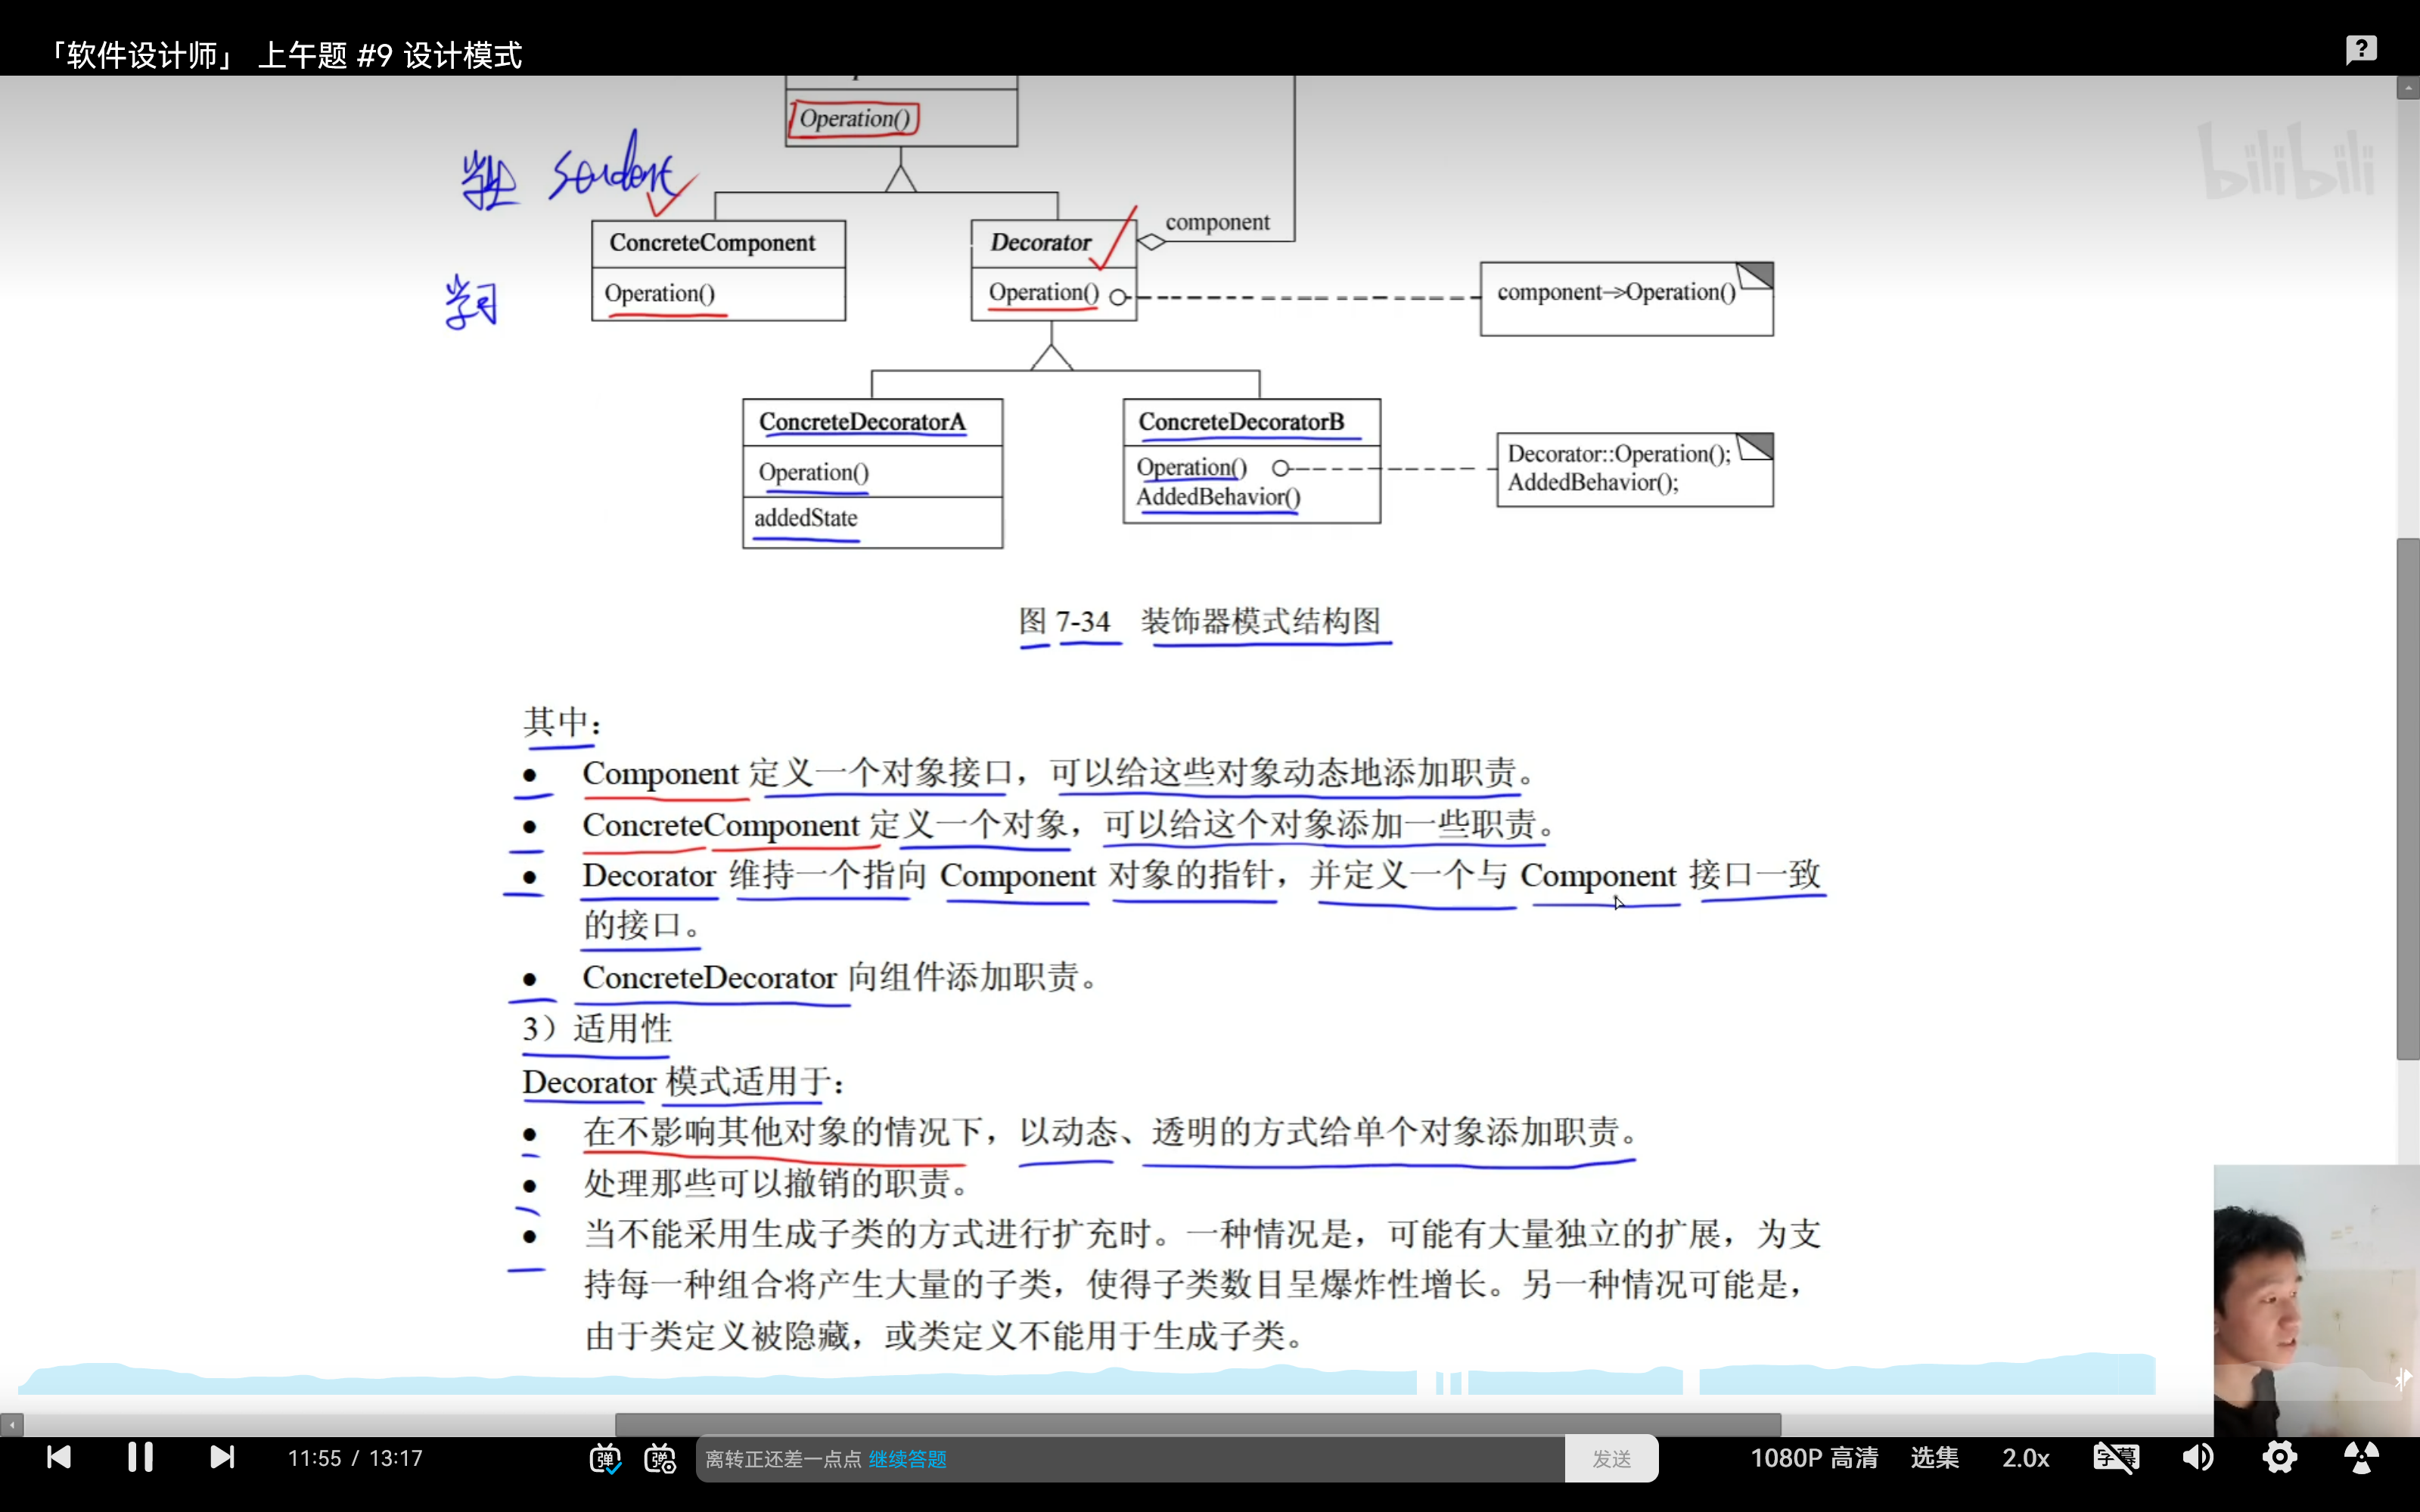 「软件设计师」 上午题 #9 设计模式
bilibili
Operation()
学生
component
ConcreteComponent
Decorator
学习
Operation()
Operation()
component->Operation()
ConcreteDecoratorA
ConcreteDecoratorB
Decorator::Operation();
Operation()
Operation()
AddedBehavior();
AddedBehavior()
addedState
图 7-34 装饰器模式结构图
其中：
● Component 定义一个对象接口，可以给这些对象动态地添加职责。
● ConcreteComponent 定义一个对象，可以给这个对象添加一些职责。
● Decorator 维持一个指向 Component 对象的指针，并定义一个与 Component 接口一致
的接口。
● ConcreteDecorator 向组件添加职责。
3）适用性
Decorator 模式适用于：
● 在不影响其他对象的情况下，以动态、透明的方式给单个对象添加职责。
● 处理那些可以撤销的职责。
● 当不能采用生成子类的方式进行扩充时。一种情况是，可能有大量独立的扩展，为支
持每一种组合将产生大量的子类，使得子类数目呈爆炸性增长。另一种情况可能是，
由于类定义被隐藏，或类定义不能用于生成子类。
11:55 / 13:17
弹
弹
离转正还差一点点 继续答题
发送
1080P 高清
选集
2.0x
字幕